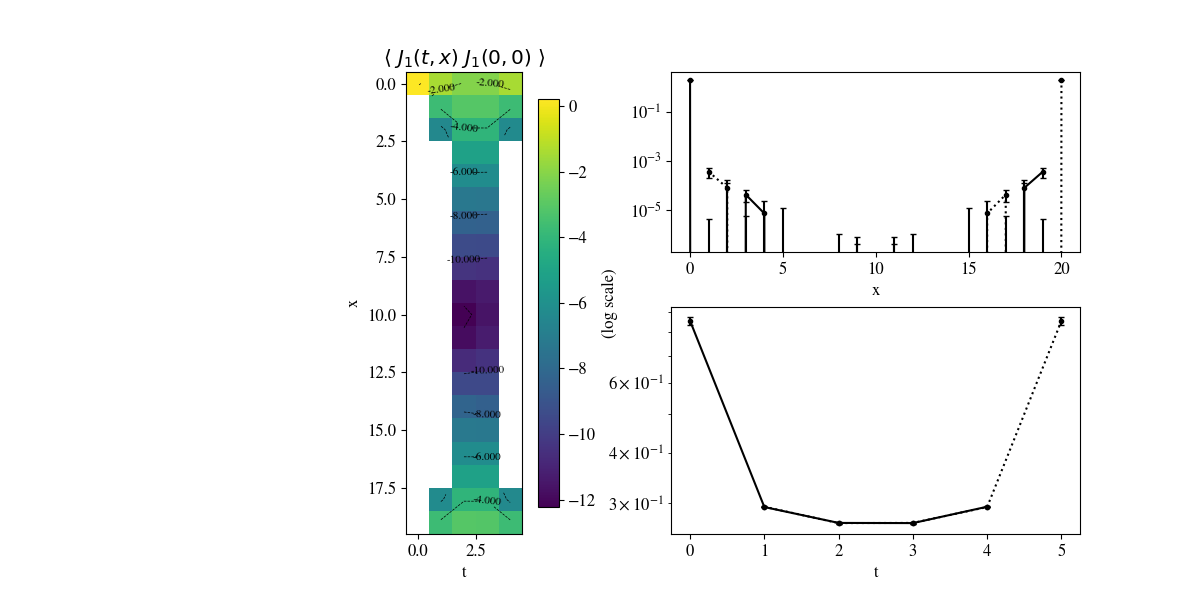 ⟨ J₁(t, x) J₁(0, 0) ⟩
0.0
2.5
5.0
7.5
10.0
12.5
15.0
17.5
x
0.0
2.5
t
-2.000
-2.000
-4.000
-6.000
-8.000
-10.000
-10.000
-8.000
-6.000
-4.000
0
−2
−4
−6
−8
−10
−12
(log scale)
10⁻¹
10⁻³
10⁻⁵
0 5 10 15 20
x
6 × 10⁻¹
4 × 10⁻¹
3 × 10⁻¹
0 1 2 3 4 5
t